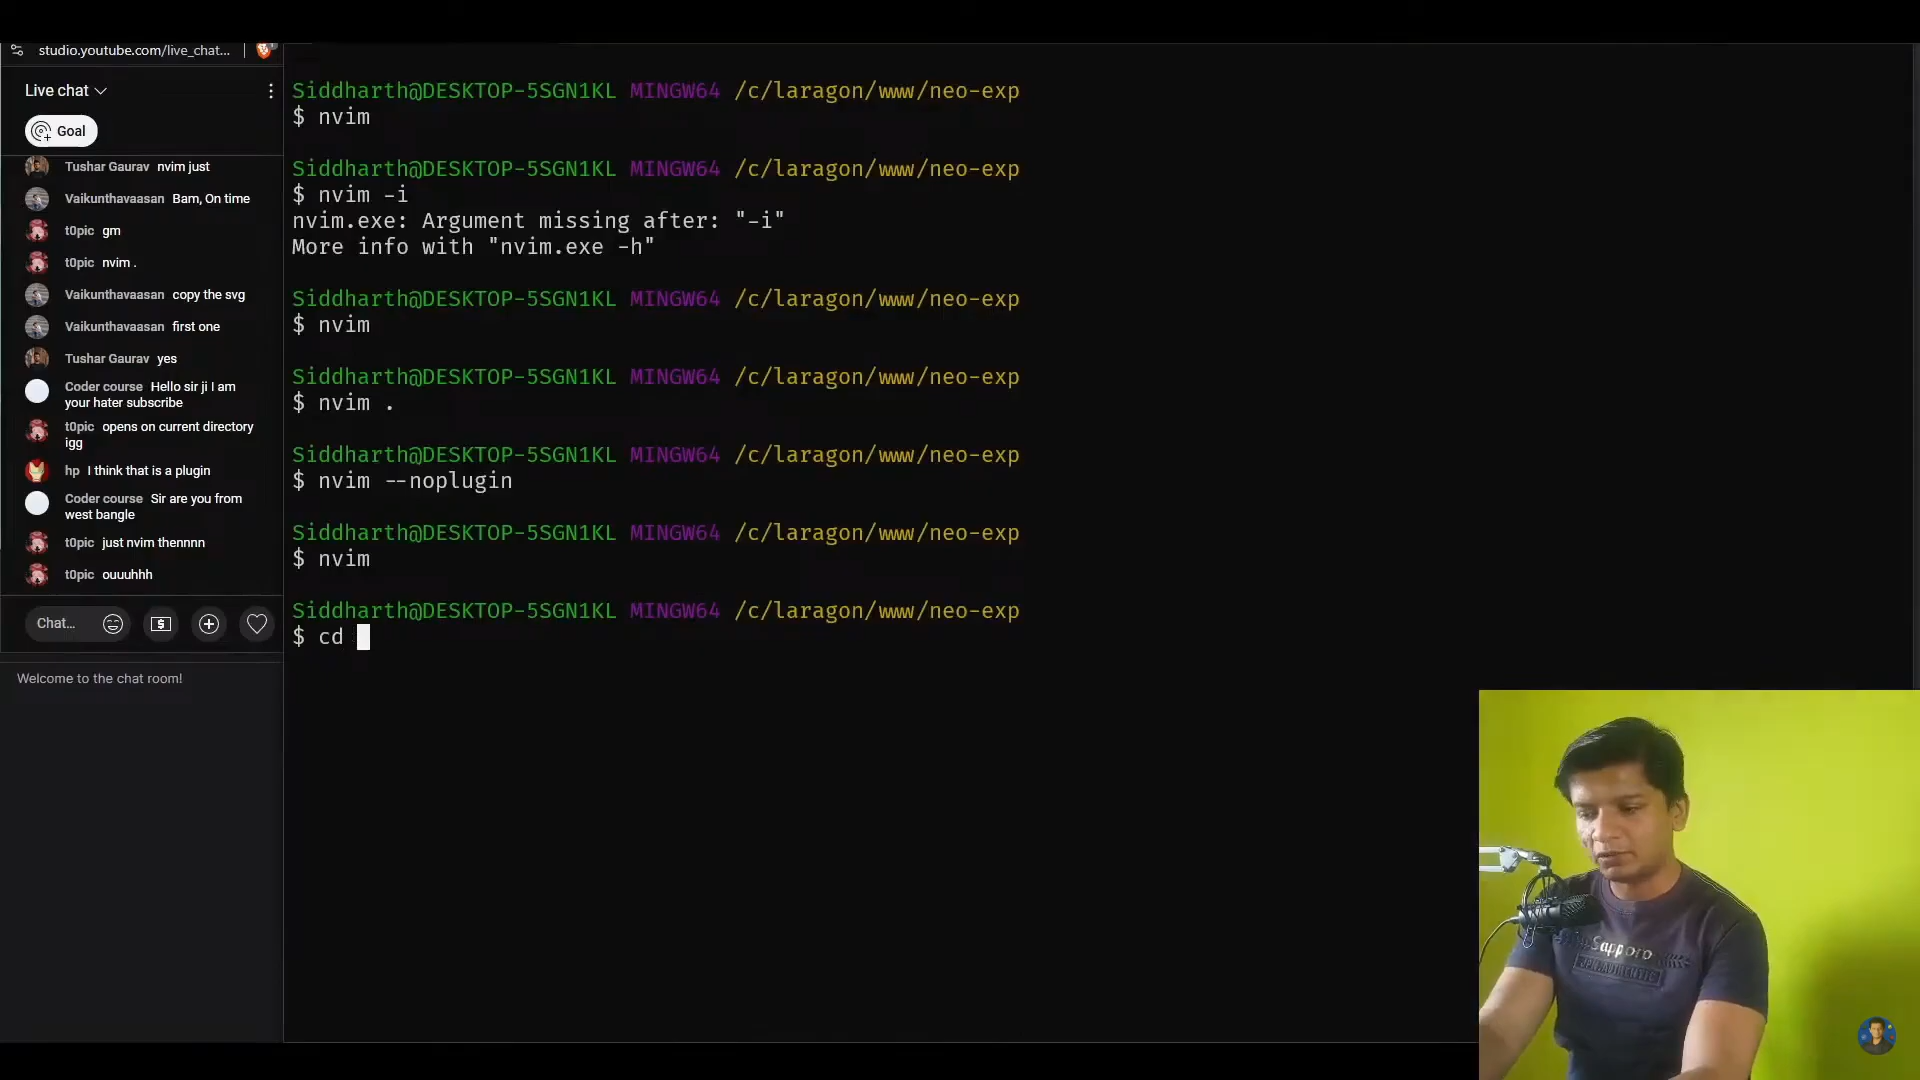 studio.youtube.com/live_chat...
Live chat
Goal
Tushar Gaurav nvim just
Vaikunthavaasan Bam, On time
t0pic gm
t0pic nvim .
Vaikunthavaasan copy the svg
Vaikunthavaasan first one
Tushar Gaurav yes
Coder course Hello sir ji I am
your hater subscribe
t0pic opens on current directory
igg
hp I think that is a plugin
Coder course Sir are you from
west bangle
t0pic just nvim thennnn
t0pic ouuuhhh
Chat...
Welcome to the chat room!
Siddharth@DESKTOP-5SGN1KL MINGW64 /c/laragon/www/neo-exp
$ nvim
Siddharth@DESKTOP-5SGN1KL MINGW64 /c/laragon/www/neo-exp
$ nvim -i
nvim.exe: Argument missing after: "-i"
More info with "nvim.exe -h"
Siddharth@DESKTOP-5SGN1KL MINGW64 /c/laragon/www/neo-exp
$ nvim
Siddharth@DESKTOP-5SGN1KL MINGW64 /c/laragon/www/neo-exp
$ nvim .
Siddharth@DESKTOP-5SGN1KL MINGW64 /c/laragon/www/neo-exp
$ nvim --noplugin
Siddharth@DESKTOP-5SGN1KL MINGW64 /c/laragon/www/neo-exp
$ nvim
Siddharth@DESKTOP-5SGN1KL MINGW64 /c/laragon/www/neo-exp
$ cd
Sapporo